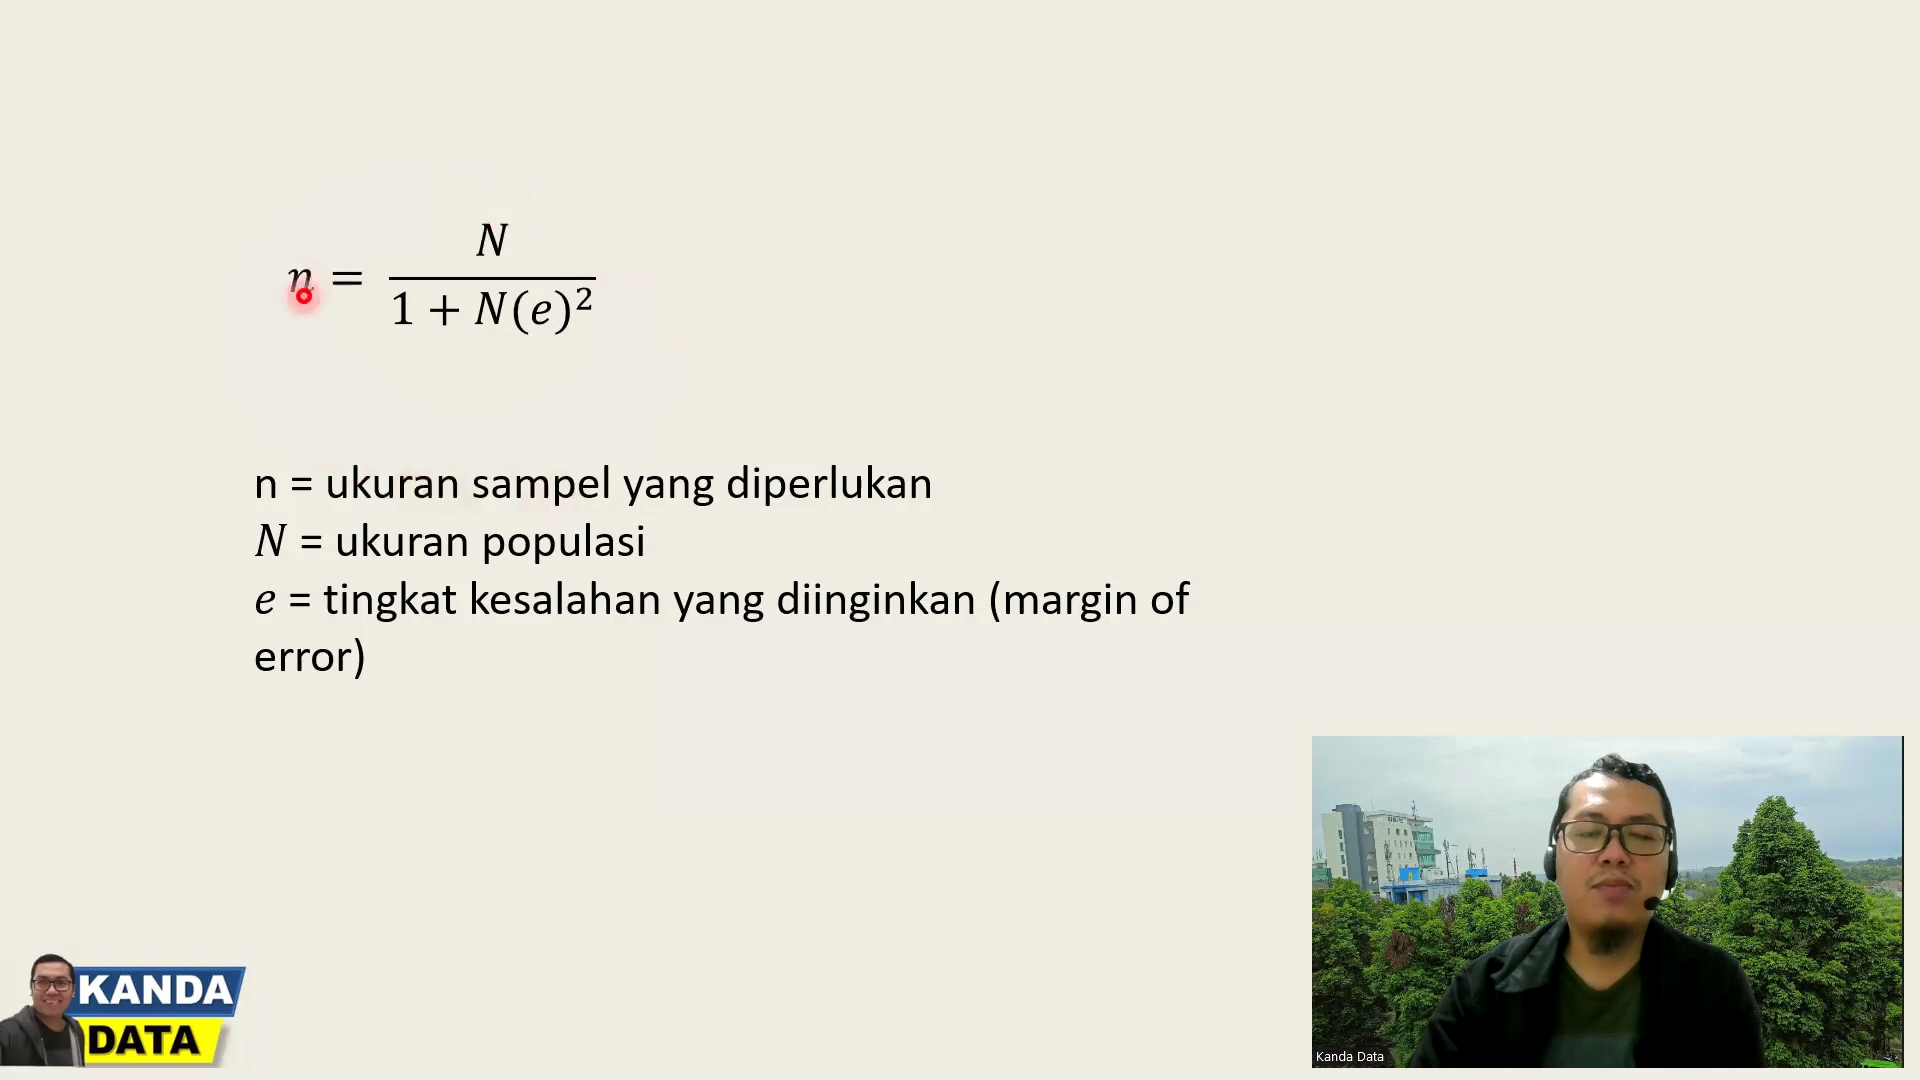 n = N / 1 + N(e)²
n = ukuran sampel yang diperlukan
N = ukuran populasi
e = tingkat kesalahan yang diinginkan (margin of
error)
KANDA
DATA
Kanda Data